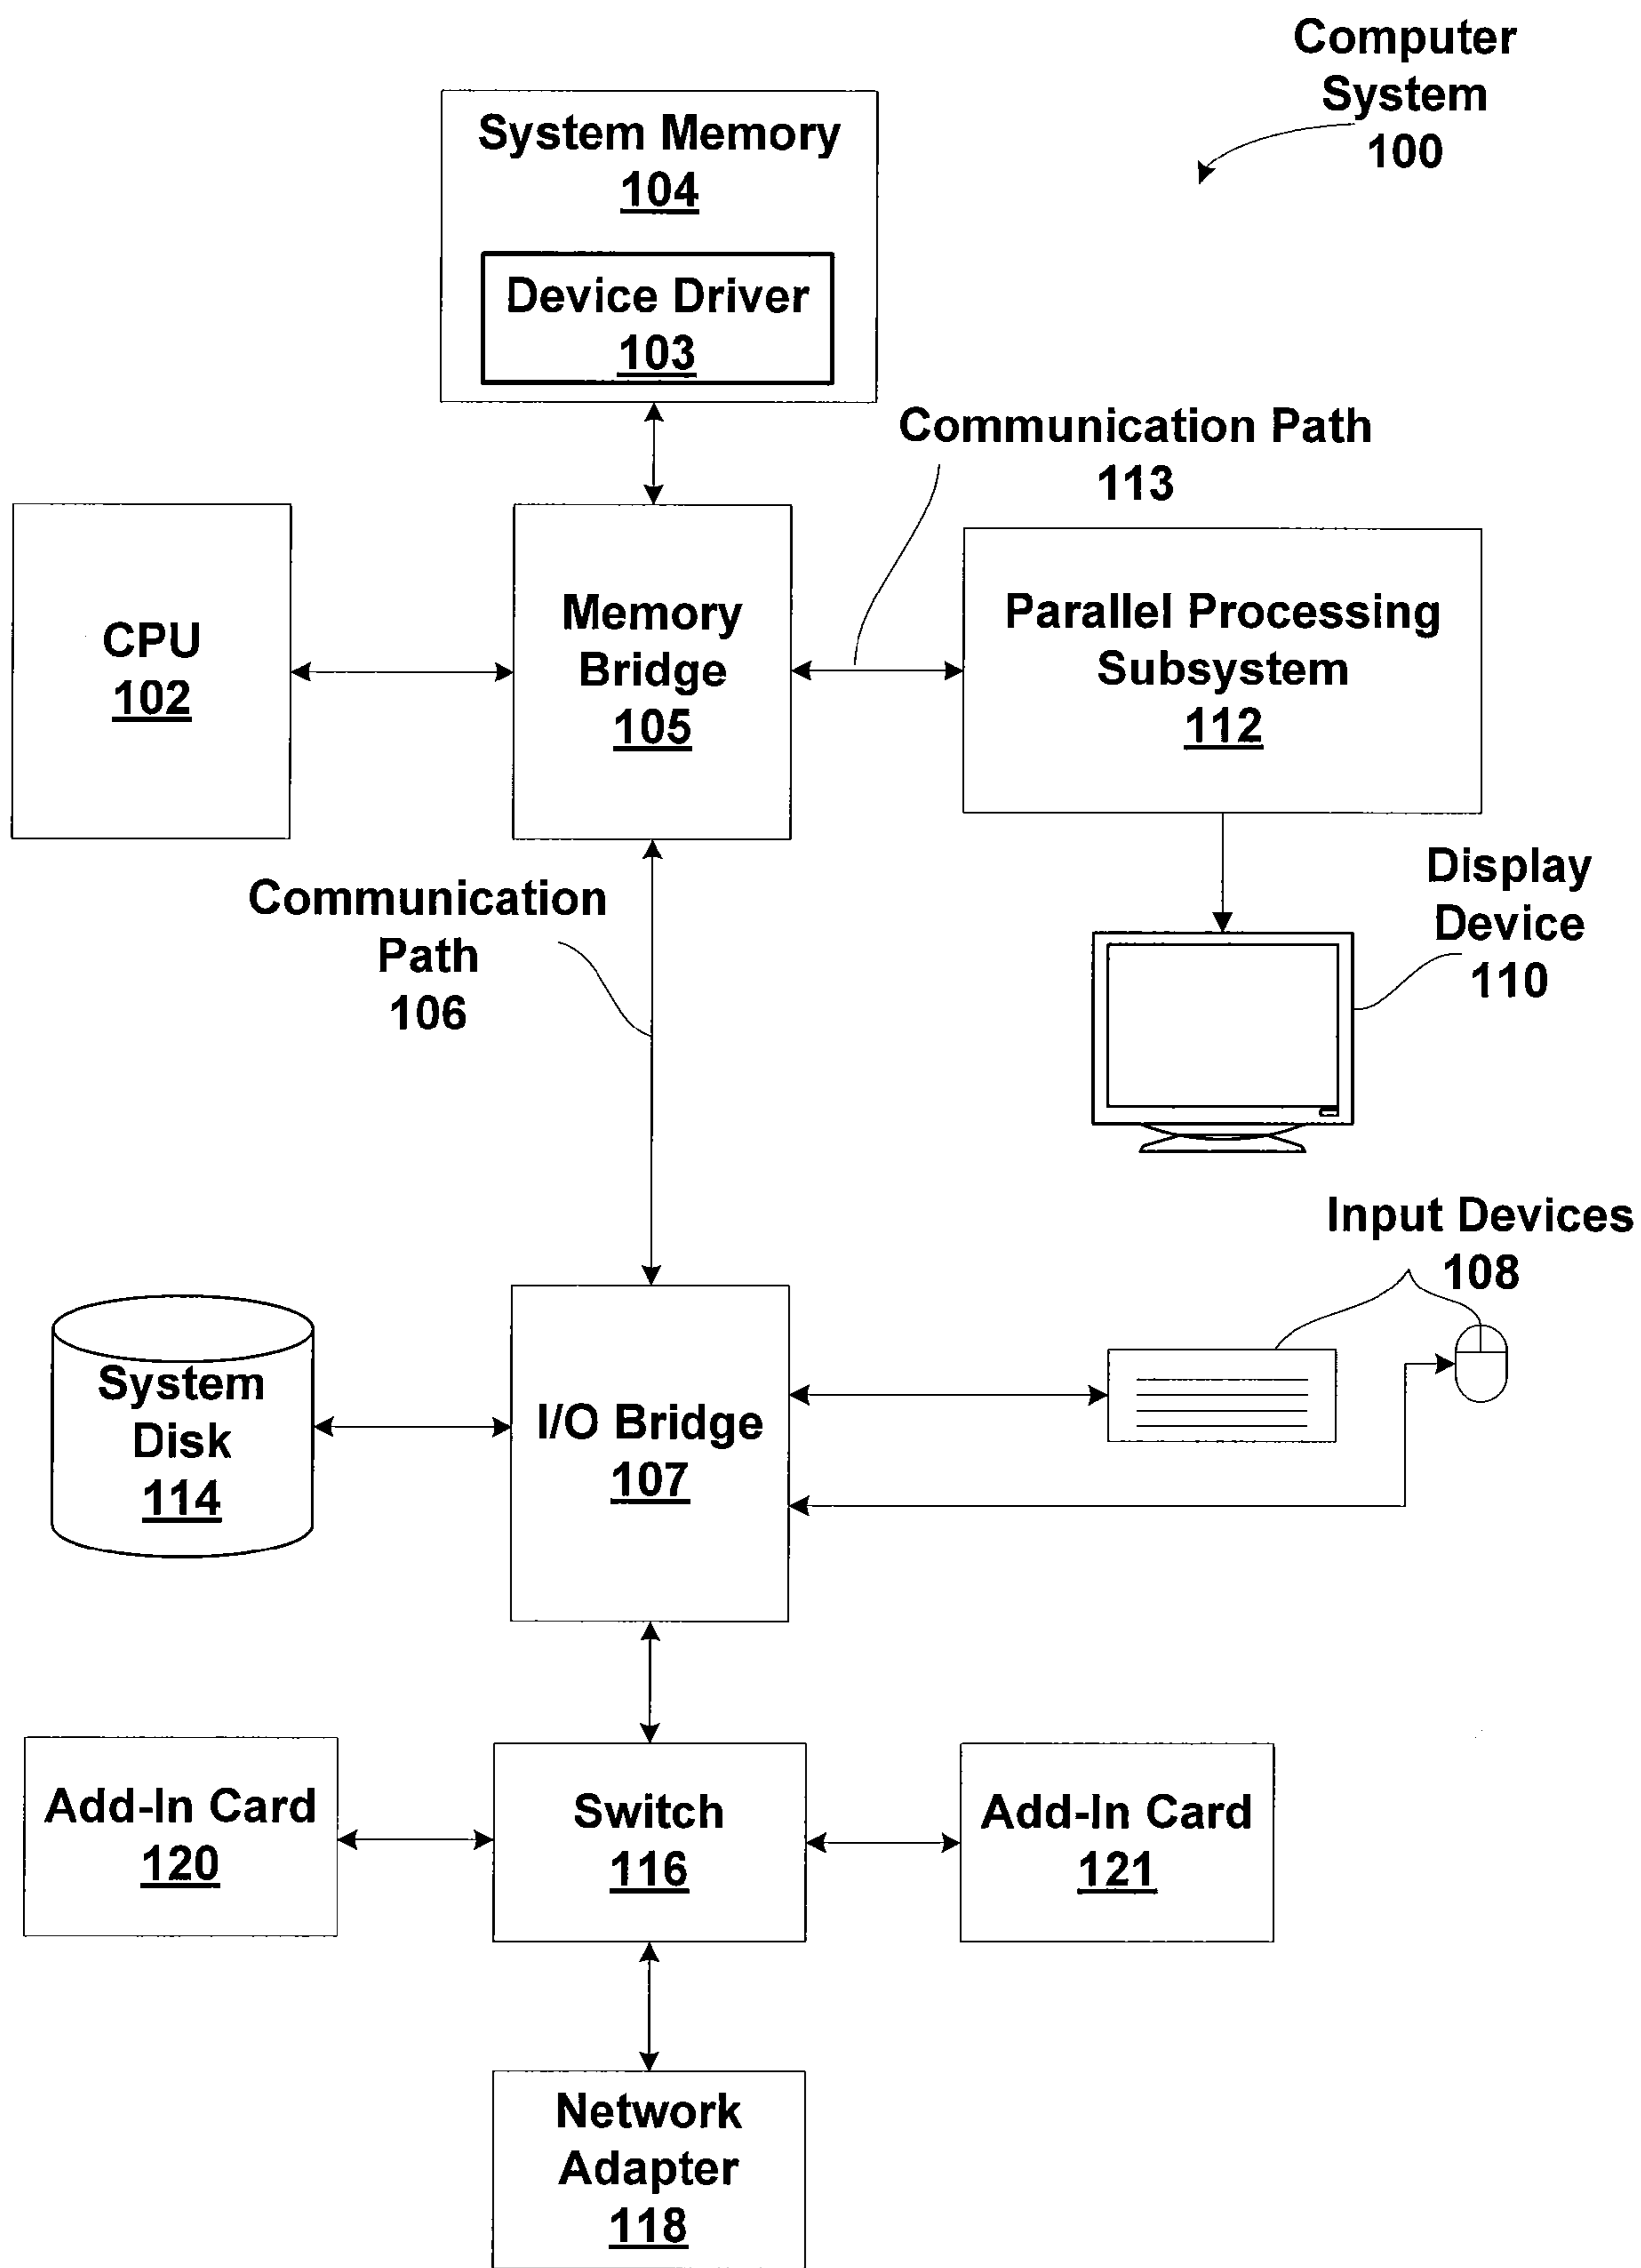 Computer
System
100
System Memory
104
Device Driver
103
Communication Path
113
CPU
102
Memory
Bridge
105
Parallel Processing
Subsystem
112
Communication
Path
106
Display
Device
110
Input Devices
108
System
Disk
114
I/O Bridge
107
Add-In Card
120
Switch
116
Add-In Card
121
Network
Adapter
118